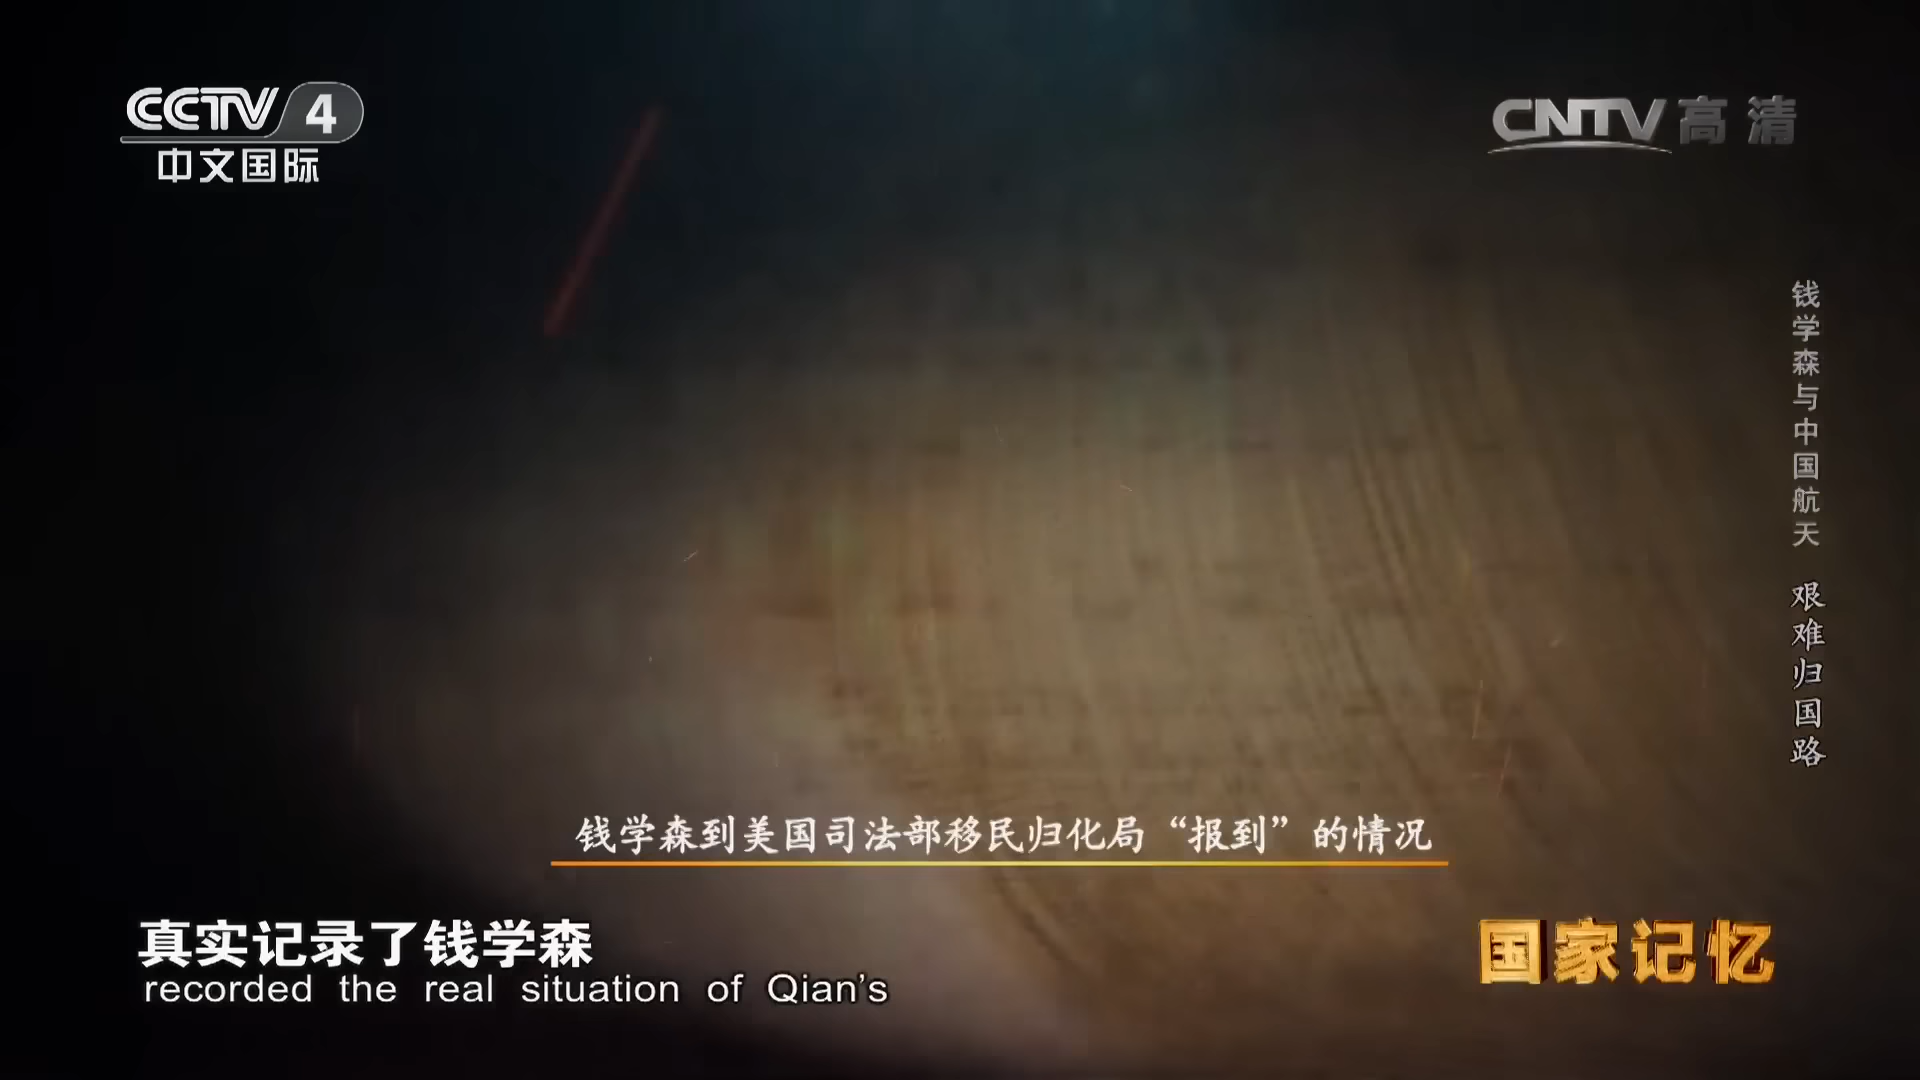 CCTV 4
中文国际
CNTV 高清
钱学森与中国航天 艰难归国路
钱学森到美国司法部移民归化局“报到”的情况
真实记录了钱学森
recorded the real situation of Qian's
国家记忆